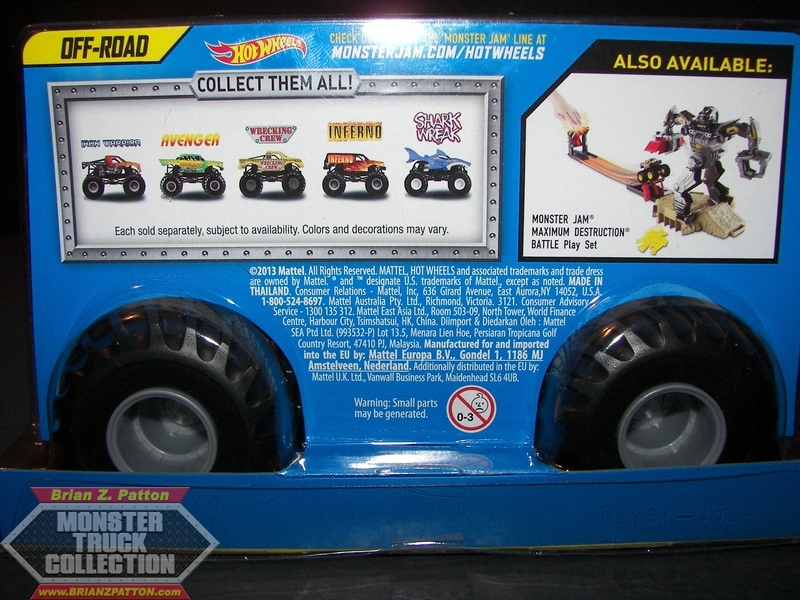 OFF-ROAD
HOT WHEELS
CHECK OUT THE 'MONSTER JAM' LINE AT
MONSTERJAM.COM/HOTWHEELS
COLLECT THEM ALL!
IRON WARRIOR
AVENGER
WRECKING
CREW
INFERNO
SHARK
WREAK
Each sold separately, subject to availability. Colors and decorations may vary.
ALSO AVAILABLE:
MONSTER JAM®
MAXIMUM DESTRUCTION®
BATTLE Play Set
©2013 Mattel. All Rights Reserved. MATTEL, HOT WHEELS and associated trademarks and trade dress
are owned by Mattel. ® and ™ designate U.S. trademarks of Mattel, except as noted. MADE IN
THAILAND. Consumer Relations - Mattel, Inc, 636 Girard Avenue, East Aurora,NY 14052, U.S.A.
1-800-524-8697. Mattel Australia Pty. Ltd., Richmond, Victoria. 3121. Consumer Advisory
Service - 1300 135 312. Mattel East Asia Ltd., Room 503-09, North Tower, World Finance
Centre, Harbour City, Tsimshatsui, HK, China. Diimport & Diedarkan Oleh : Mattel
SEA Ptd Ltd. (993532-P) Lot 13.5, Menara Lien Hoe, Persiaran Tropicana Golf
Country Resort, 47410 PJ, Malaysia. Manufactured for and imported
into the EU by: Mattel Europa B.V., Gondel 1, 1186 MJ
Amstelveen, Nederland. Additionally distributed in the EU by:
Mattel U.K. Ltd., Vanwall Business Park, Maidenhead SL6 4UB.
Warning: Small parts
may be generated.
0-3
Brian Z. Patton
MONSTER
TRUCK
COLLECTION
www.BRIANZPATTON.com